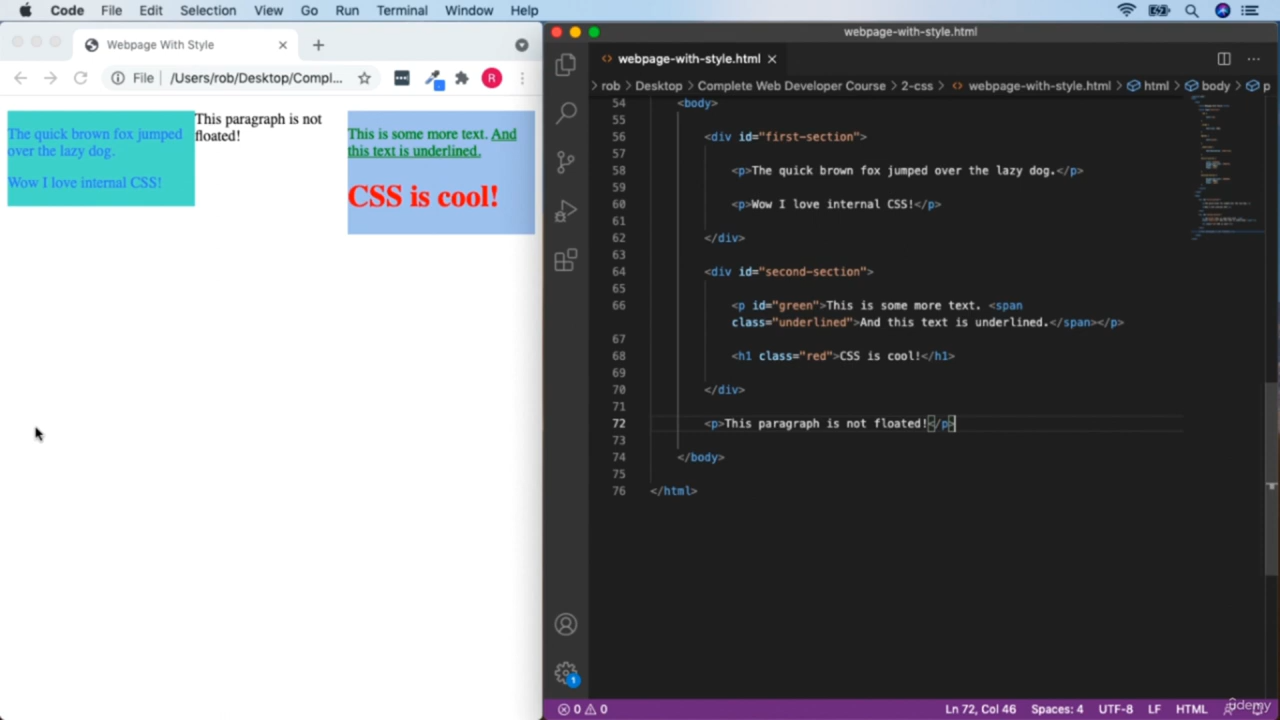 Code File Edit Selection View Go Run Terminal Window Help
Webpage With Style
File /Users/rob/Desktop/Compl... R
The quick brown fox jumped
over the lazy dog.
Wow I love internal CSS!
This paragraph is not
floated!
This is some more text. And
this text is underlined.
CSS is cool!
webpage-with-style.html
webpage-with-style.html
rob > Desktop > Complete Web Developer Course > 2-css > webpage-with-style.html > html > body > p
54 <body>
55
56 <div id="first-section">
57
58 <p>The quick brown fox jumped over the lazy dog.</p>
59
60 <p>Wow I love internal CSS!</p>
61
62 </div>
63
64 <div id="second-section">
65
66 <p id="green">This is some more text. <span
class="underlined">And this text is underlined.</span></p>
67
68 <h1 class="red">CSS is cool!</h1>
69
70 </div>
71
72 <p>This paragraph is not floated!</p>
73
74 </body>
75
76 </html>
1
0 0 Ln 72, Col 46 Spaces: 4 UTF-8 LF HTML
udemy